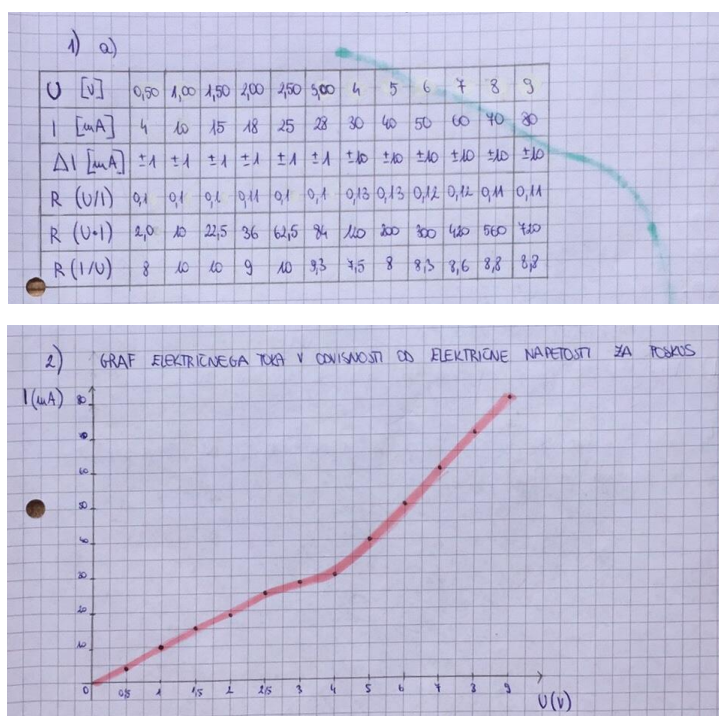 1) a)
U [V] 0,50 1,00 1,50 2,00 2,50 3,00 4 5 6 7 8 9
I [mA] 4 10 15 18 25 28 30 40 50 60 70 80
ΔI [mA] ±1 ±1 ±1 ±1 ±1 ±1 ±10 ±10 ±10 ±10 ±10 ±10
R (U/I) 0,1 0,1 0,1 0,11 0,1 0,1 0,13 0,13 0,12 0,12 0,11 0,11
R (U·I) 2,0 10 22,5 36 62,5 84 120 200 300 420 560 720
R (I/U) 8 10 10 9 10 9,3 7,5 8 8,3 8,6 8,8 8,8
2) GRAF ELEKTRIČNEGA TOKA V ODVISNOSTI OD ELEKTRIČNE NAPETOSTI ZA POSKUS
I(mA)
80
60
50
40
30
20
10
0 0,5 1 1,5 2 2,5 3 4 5 6 7 8 9
U(V)